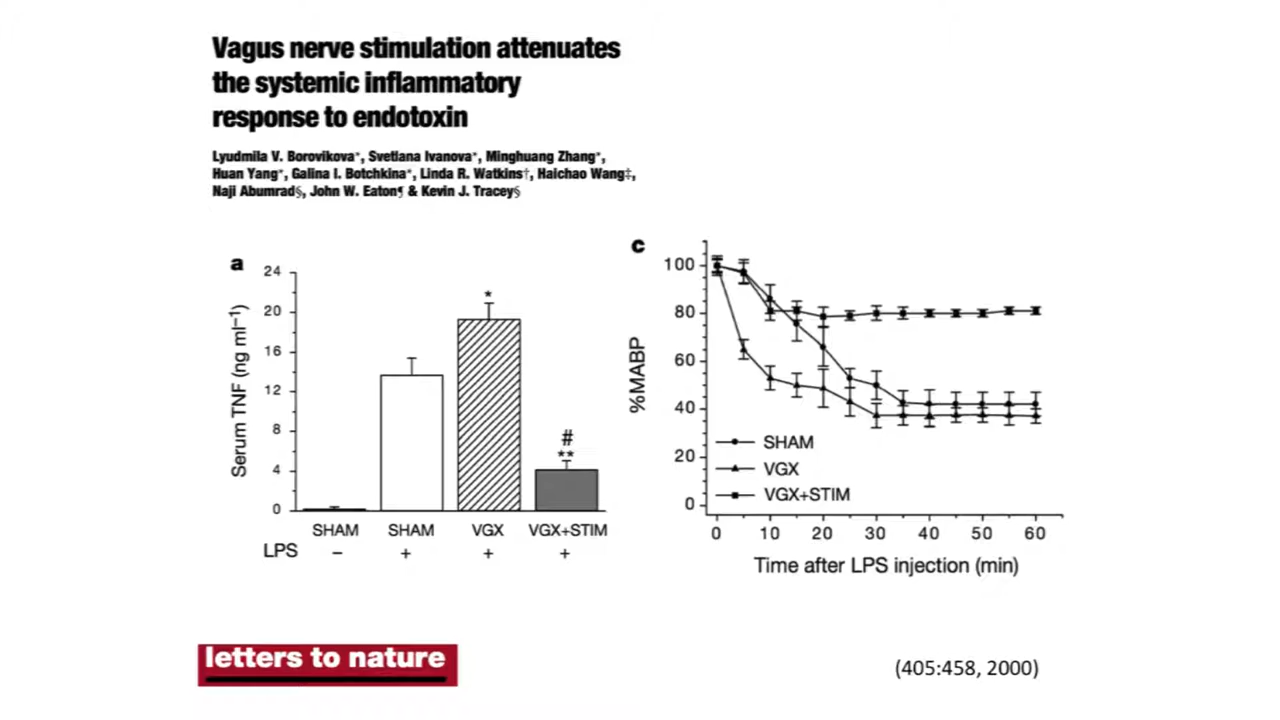 Vagus nerve stimulation attenuates
the systemic inflammatory
response to endotoxin
Lyudmila V. Borovikova*, Svetlana Ivanova*, Minghuang Zhang*,
Huan Yang*, Galina I. Botchkina*, Linda R. Watkins†, Haichao Wang‡,
Naji Abumrad§, John W. Eaton¶ & Kevin J. Tracey§
a
Serum TNF (ng ml–1)
24
20
16
12
8
4
0
*
#
**
SHAM SHAM VGX VGX+STIM
LPS – + + +
c
%MABP
100
80
60
40
20
0
SHAM
VGX
VGX+STIM
0 10 20 30 40 50 60
Time after LPS injection (min)
letters to nature
(405:458, 2000)